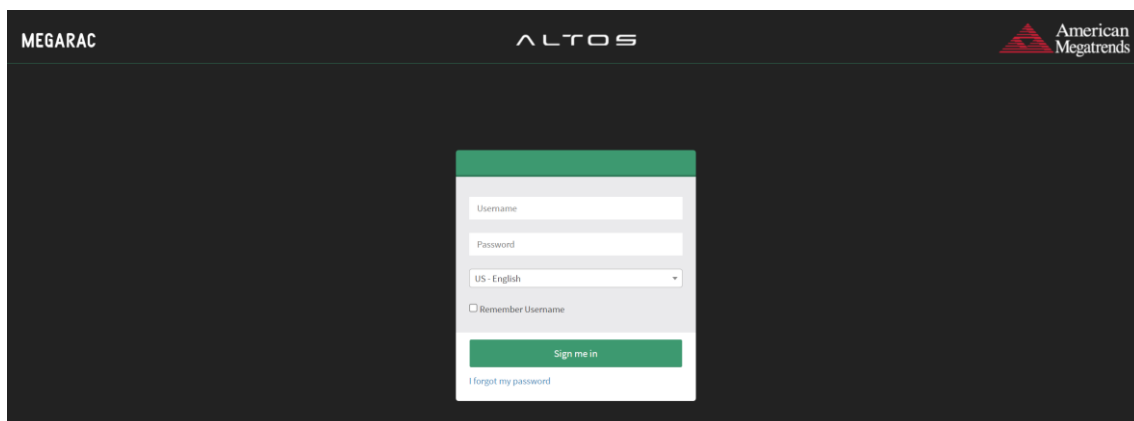 MEGARAC
ALTOS
American
Megatrends
Username
Password
US - English
Remember Username
Sign me in
I forgot my password